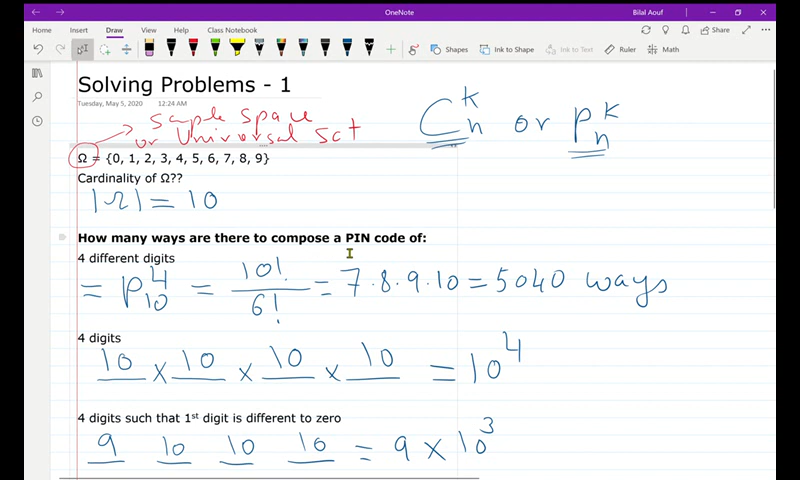 OneNote
Bilal Aouf
Home Insert Draw View Help Class Notebook
Share
Shapes Ink to Shape Ink to Text Ruler Math
Solving Problems - 1
Tuesday, May 5, 2020 12:24 AM
Sample Space
or Universal Set
C_n^k or P_n^k
Ω = {0, 1, 2, 3, 4, 5, 6, 7, 8, 9}
Cardinality of Ω??
|Ω| = 10
How many ways are there to compose a PIN code of:
4 different digits
= P_10^4 = 10!/6! = 7.8.9.10 = 5040 ways
4 digits
10 × 10 × 10 × 10 = 10^4
4 digits such that 1st digit is different to zero
9 10 10 10 = 9 × 10^3